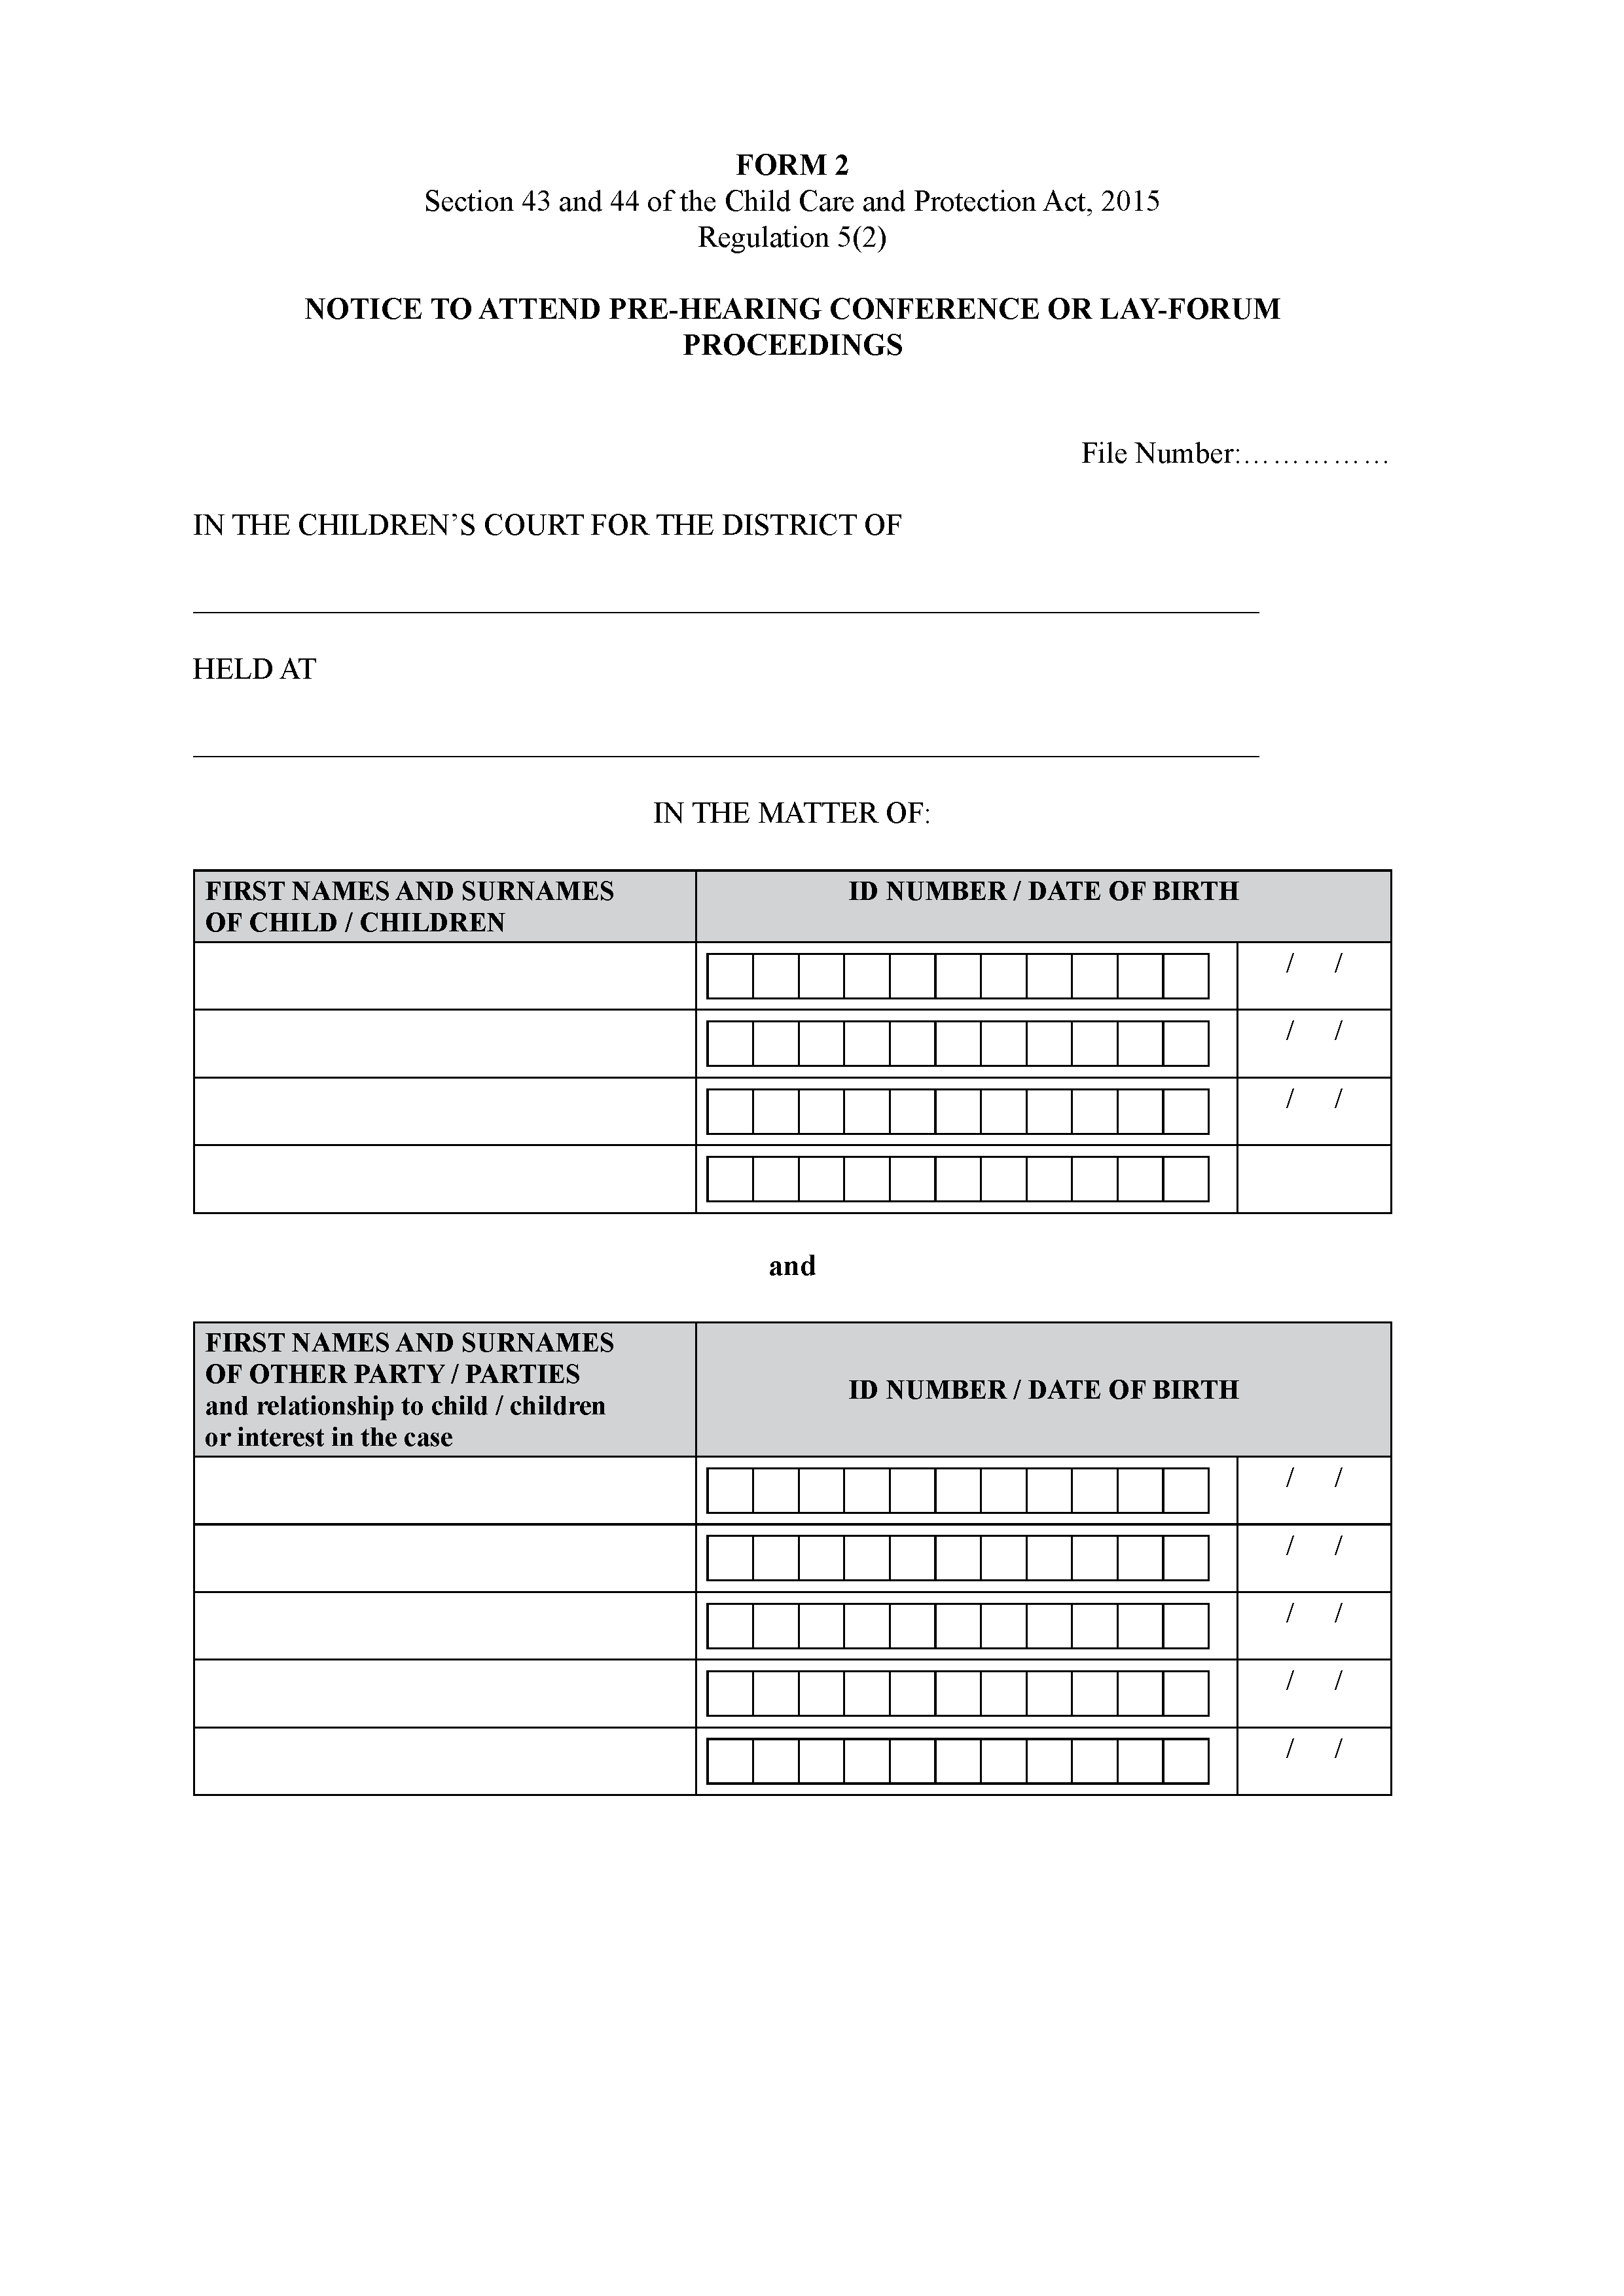 FORM 2
Section 43 and 44 of the Child Care and Protection Act, 2015
Regulation 5(2)
NOTICE TO ATTEND PRE-HEARING CONFERENCE OR LAY-FORUM
PROCEEDINGS
File Number:……………
IN THE CHILDREN’S COURT FOR THE DISTRICT OF
HELD AT
IN THE MATTER OF:
FIRST NAMES AND SURNAMES
OF CHILD / CHILDREN
ID NUMBER / DATE OF BIRTH
/ /
/ /
/ /
and
FIRST NAMES AND SURNAMES
OF OTHER PARTY / PARTIES
and relationship to child / children
or interest in the case
ID NUMBER / DATE OF BIRTH
/ /
/ /
/ /
/ /
/ /